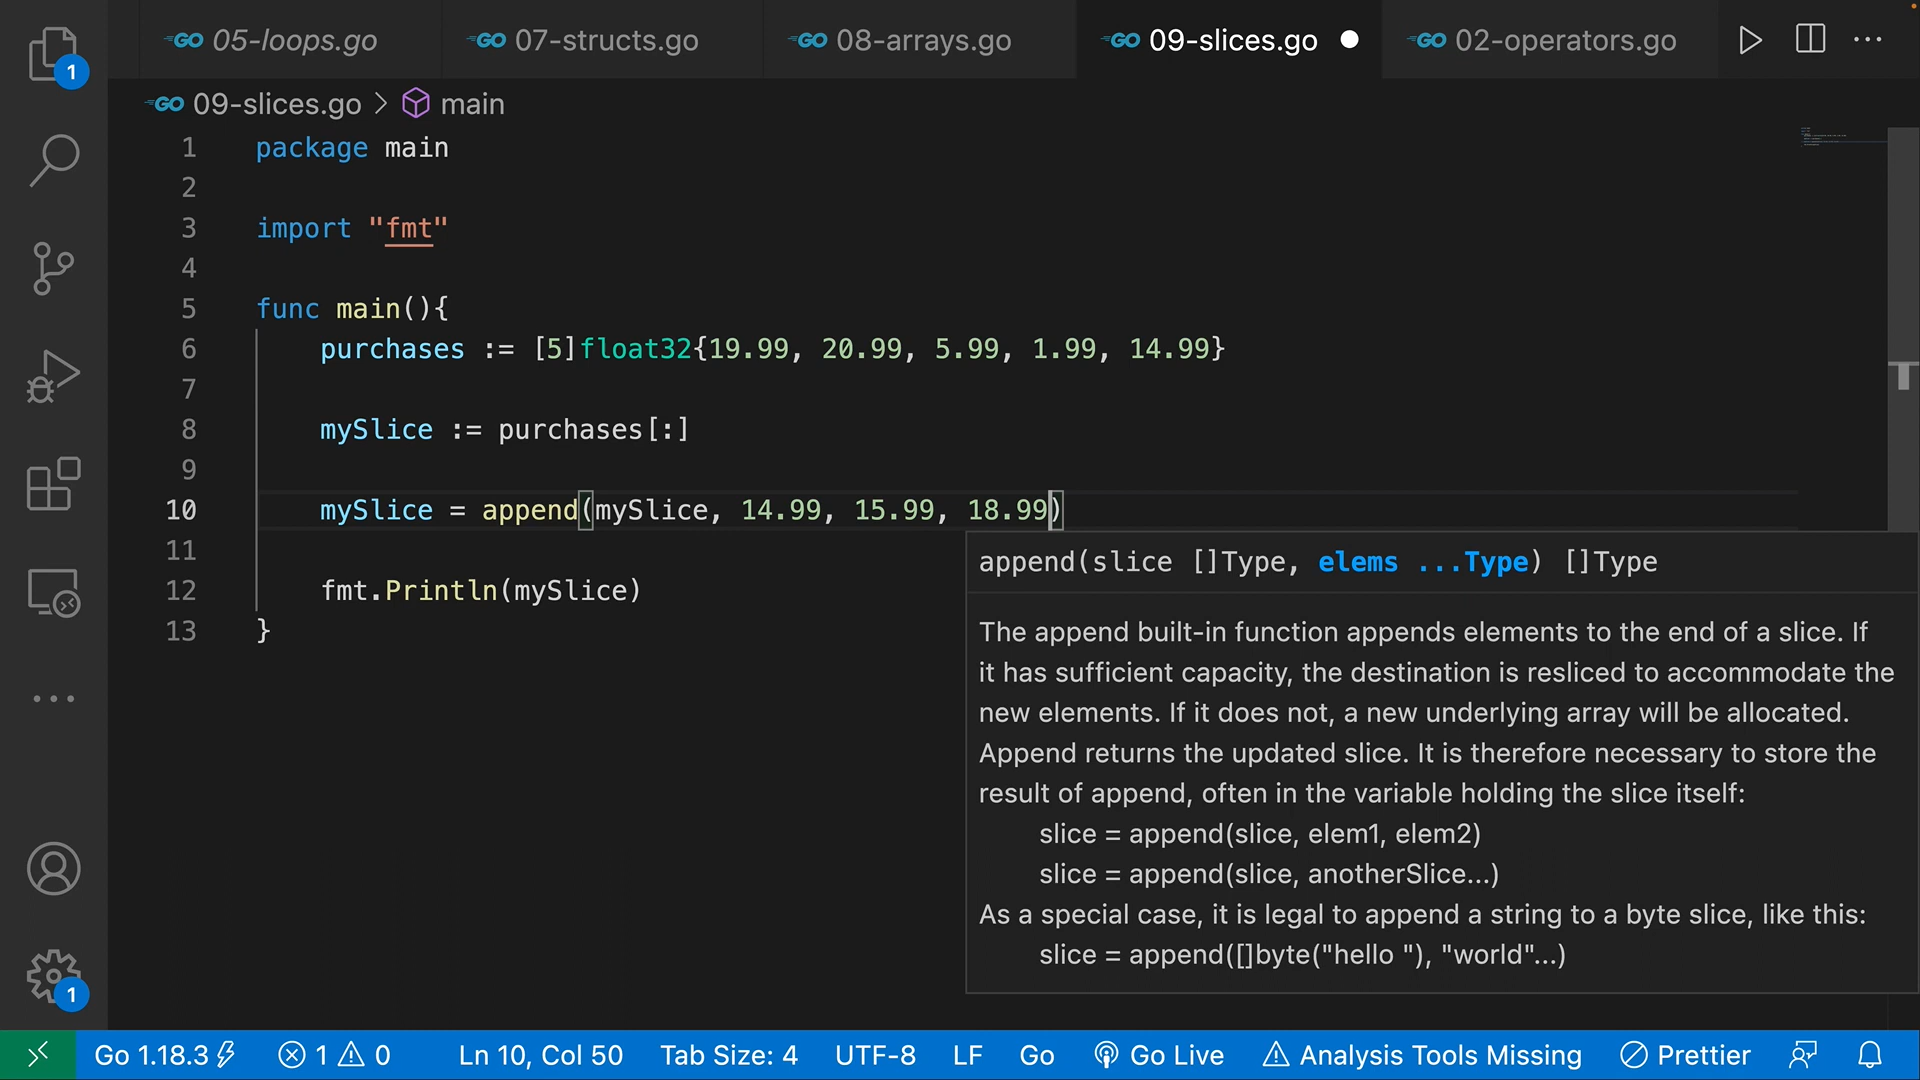 GO 05-loops.go GO 07-structs.go GO 08-arrays.go GO 09-slices.go GO 02-operators.go
1
GO 09-slices.go > main
1 package main
2
3 import "fmt"
4
5 func main(){
6 purchases := [5]float32{19.99, 20.99, 5.99, 1.99, 14.99}
7
8 mySlice := purchases[:]
9
10 mySlice = append(mySlice, 14.99, 15.99, 18.99)
11
12 fmt.Println(mySlice)
13 }
append(slice []Type, elems ...Type) []Type
The append built-in function appends elements to the end of a slice. If
it has sufficient capacity, the destination is resliced to accommodate the
new elements. If it does not, a new underlying array will be allocated.
Append returns the updated slice. It is therefore necessary to store the
result of append, often in the variable holding the slice itself:
slice = append(slice, elem1, elem2)
slice = append(slice, anotherSlice...)
As a special case, it is legal to append a string to a byte slice, like this:
slice = append([]byte("hello "), "world"...)
1
Go 1.18.3 1 0 Ln 10, Col 50 Tab Size: 4 UTF-8 LF Go Go Live Analysis Tools Missing Prettier